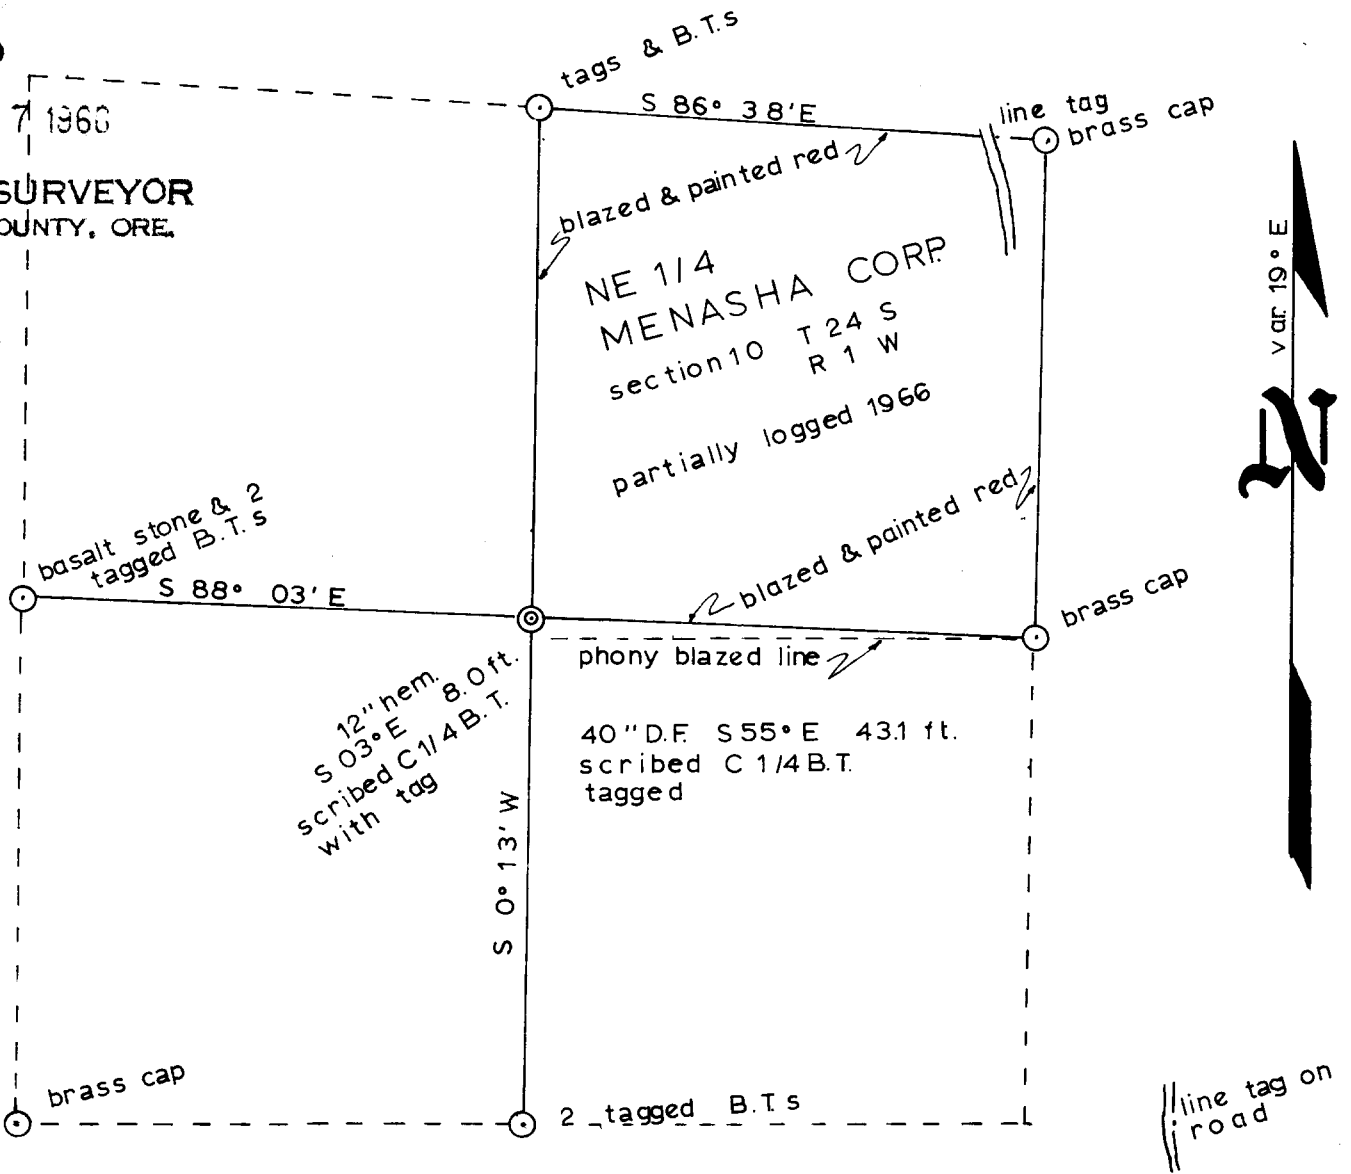 tags & B.T.s
S 86° 38' E
line tag
brass cap
7 1966
SURVEYOR
OUNTY, ORE.
blazed & painted red
NE 1/4
MENASHA CORP.
section 10 T 24 S
R 1 W
partially logged 1966
var. 19° E
N
basalt stone & 2
tagged B.T.s
S 88° 03' E
blazed & painted red
brass cap
phony blazed line
12" hem.
S 03° E 8.0 ft.
scribed C 1/4 B.T.
with tag
40" D.F. S 55° E 43.1 ft.
scribed C 1/4 B.T.
tagged
S 0° 13' W
brass cap
2 tagged B.T.s
line tag on
road